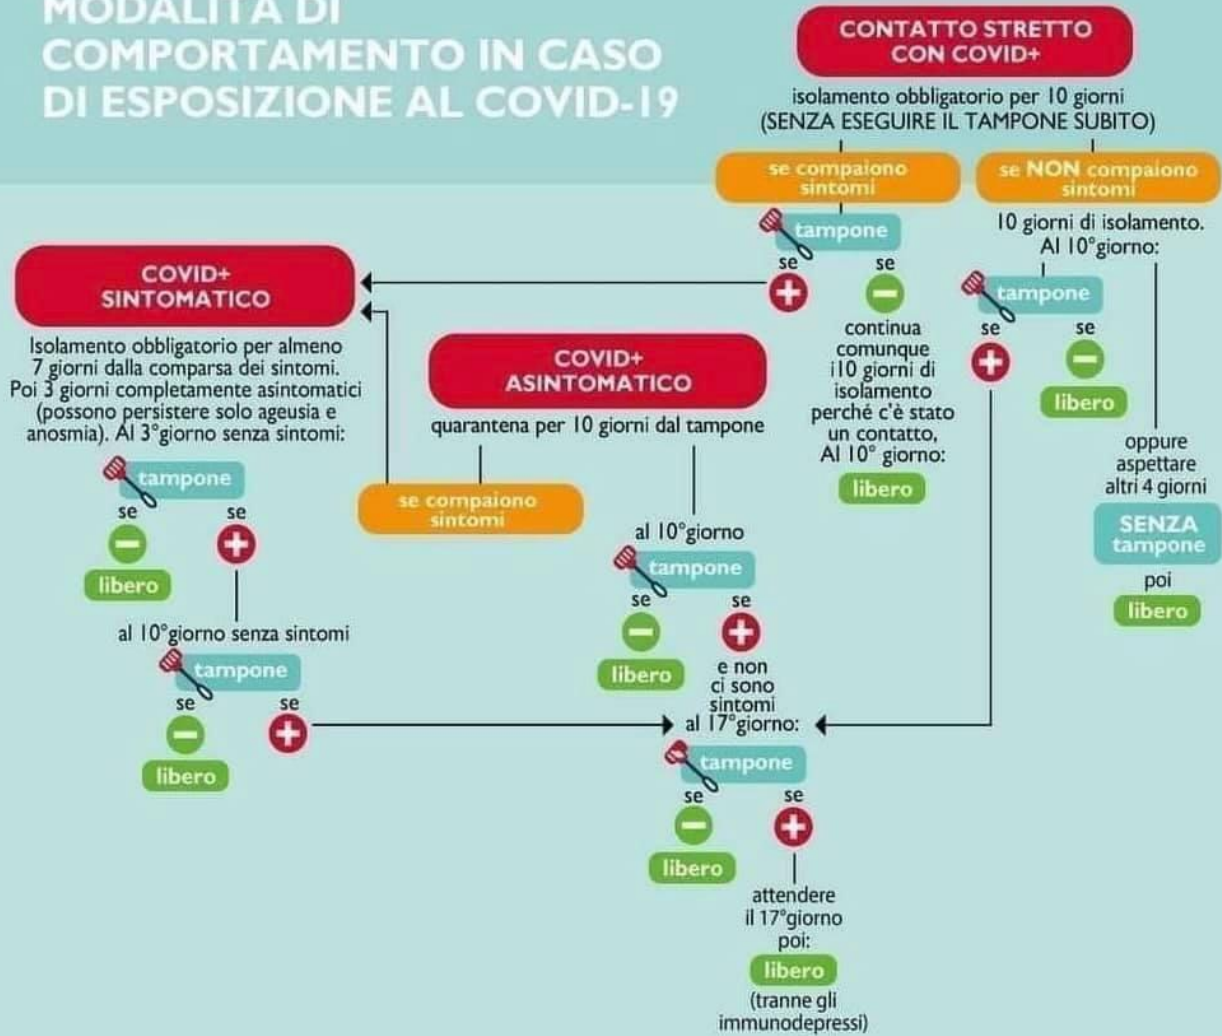 MODALITÀ DI
COMPORTAMENTO IN CASO
DI ESPOSIZIONE AL COVID-19
CONTATTO STRETTO
CON COVID+
isolamento obbligatorio per 10 giorni
(SENZA ESEGUIRE IL TAMPONE SUBITO)
se compaiono
sintomi
tampone
se
se
continua
comunque
i10 giorni di
isolamento
perché c'è stato
un contatto,
Al 10° giorno:
libero
se NON compaiono
sintomi
10 giorni di isolamento.
Al 10°giorno:
tampone
se
se
libero
oppure
aspettare
altri 4 giorni
SENZA
tampone
poi
libero
COVID+
SINTOMATICO
Isolamento obbligatorio per almeno
7 giorni dalla comparsa dei sintomi.
Poi 3 giorni completamente asintomatici
(possono persistere solo ageusia e
anosmia). Al 3°giorno senza sintomi:
tampone
se
se
libero
al 10°giorno senza sintomi
tampone
se
se
libero
COVID+
ASINTOMATICO
quarantena per 10 giorni dal tampone
se compaiono
sintomi
al 10°giorno
tampone
se
se
libero
e non
ci sono
sintomi
al 17°giorno:
tampone
se
se
libero
attendere
il 17°giorno
poi:
libero
(tranne gli
immunodepressi)